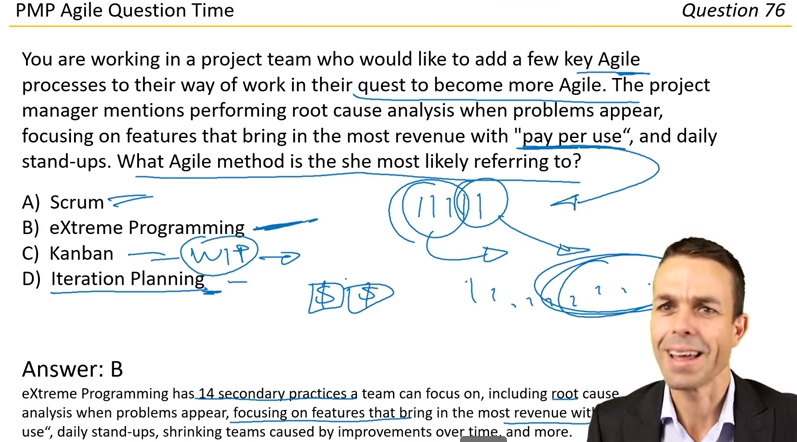 PMP Agile Question Time
Question 76
You are working in a project team who would like to add a few key Agile
processes to their way of work in their quest to become more Agile. The project
manager mentions performing root cause analysis when problems appear,
focusing on features that bring in the most revenue with "pay per use“, and daily
stand-ups. What Agile method is the she most likely referring to?
A) Scrum
B) eXtreme Programming
C) Kanban
WIP
D) Iteration Planning
$ $
Answer: B
eXtreme Programming has 14 secondary practices a team can focus on, including root cause
analysis when problems appear, focusing on features that bring in the most revenue with
use“, daily stand-ups, shrinking teams caused by improvements over time, and more.